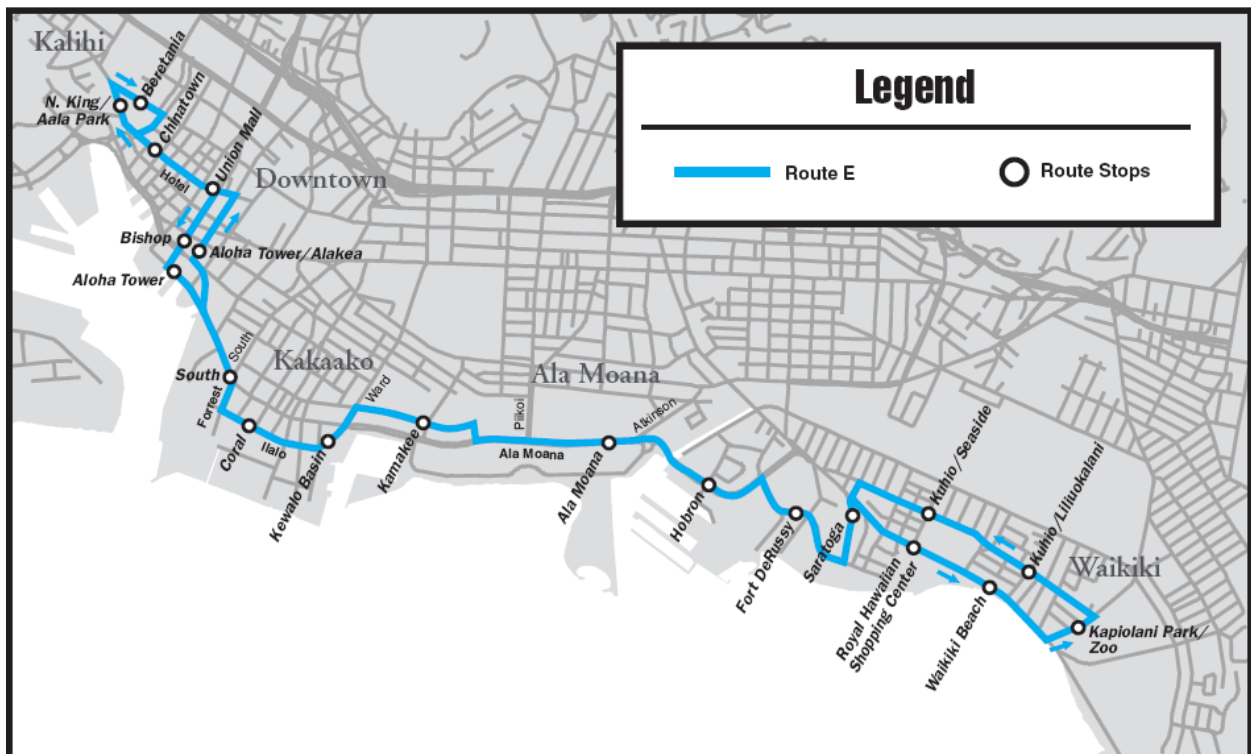 Kalihi
Beretania
N. King/
Aala Park
Chinatown
Union Mall
Hotel
Downtown
Bishop
Aloha Tower/Alakea
Aloha Tower
Legend
Route E
Route Stops
South
South
Kakaako
Forrest
Coral
Ilalo
Kewalo Basin
Ward
Kamakee
Ala Moana
Piikoi
Atkinson
Ala Moana
Ala Moana
Hobron
Fort DeRussy
Saratoga
Kuhio/Seaside
Royal Hawaiian
Shopping Center
Kuhio/Liliuokalani
Waikiki
Waikiki Beach
Kapiolani Park/
Zoo